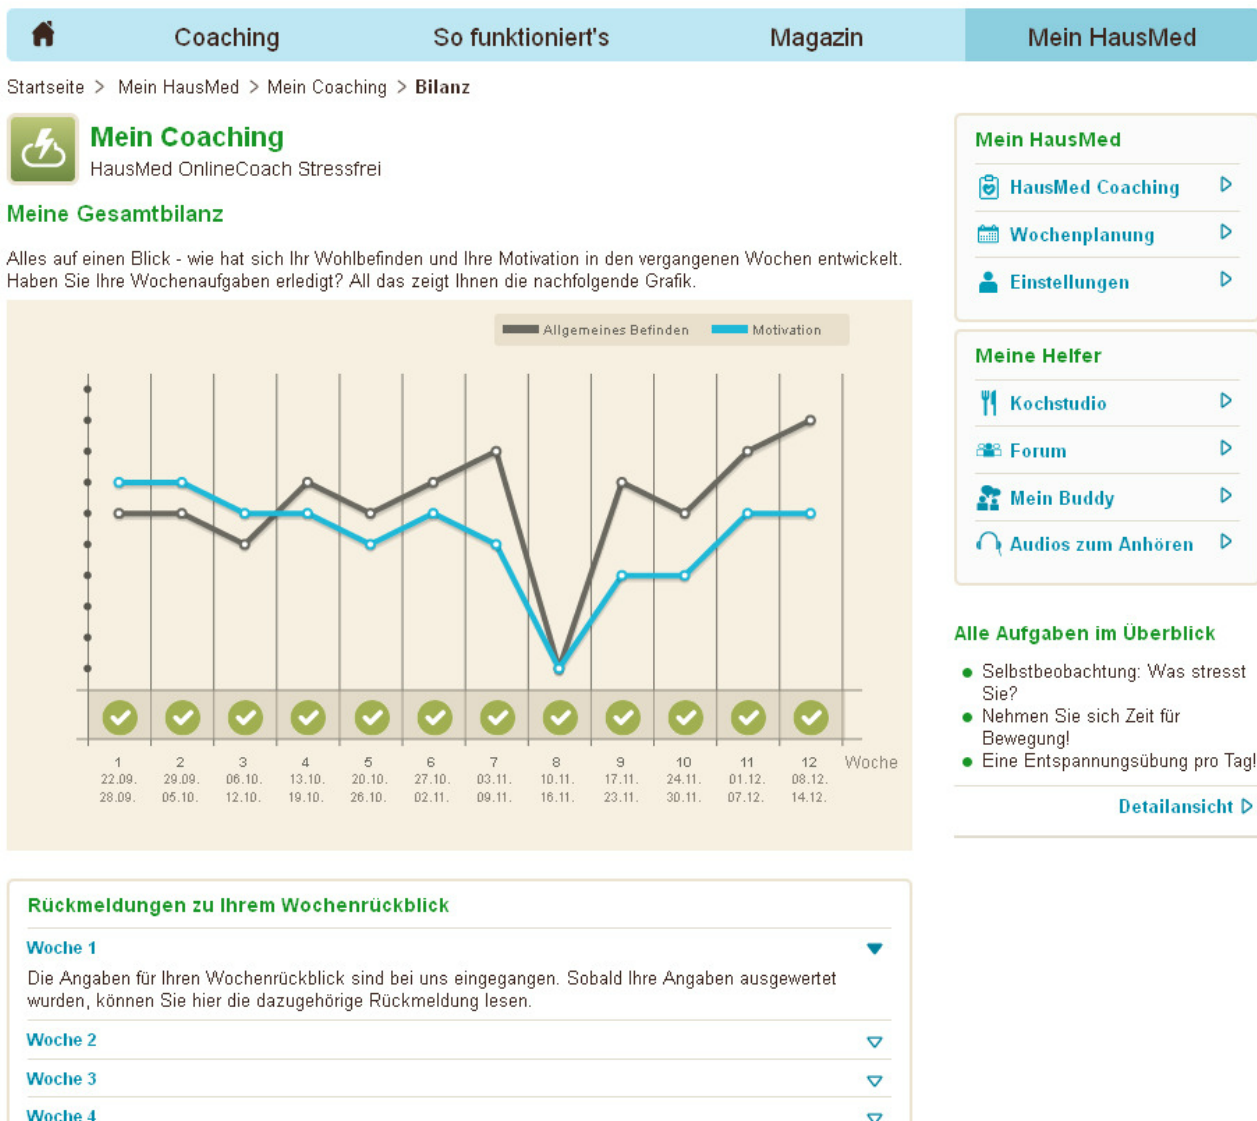 Coaching
So funktioniert's
Magazin
Mein HausMed
Startseite > Mein HausMed > Mein Coaching > Bilanz
Mein Coaching
HausMed OnlineCoach Stressfrei
Meine Gesamtbilanz
Alles auf einen Blick - wie hat sich Ihr Wohlbefinden und Ihre Motivation in den vergangenen Wochen entwickelt.
Haben Sie Ihre Wochenaufgaben erledigt? All das zeigt Ihnen die nachfolgende Grafik.
Allgemeines Befinden
Motivation
1 2 3 4 5 6 7 8 9 10 11 12 Woche
22.09. 29.09. 06.10. 13.10. 20.10. 27.10. 03.11. 10.11. 17.11. 24.11. 01.12. 08.12.
28.09. 05.10. 12.10. 19.10. 26.10. 02.11. 09.11. 16.11. 23.11. 30.11. 07.12. 14.12.
Rückmeldungen zu Ihrem Wochenrückblick
Woche 1
Die Angaben für Ihren Wochenrückblick sind bei uns eingegangen. Sobald Ihre Angaben ausgewertet
wurden, können Sie hier die dazugehörige Rückmeldung lesen.
Woche 2
Woche 3
Woche 4
Mein HausMed
HausMed Coaching
Wochenplanung
Einstellungen
Meine Helfer
Kochstudio
Forum
Mein Buddy
Audios zum Anhören
Alle Aufgaben im Überblick
Selbstbeobachtung: Was stresst
Sie?
Nehmen Sie sich Zeit für
Bewegung!
Eine Entspannungsübung pro Tag!
Detailansicht